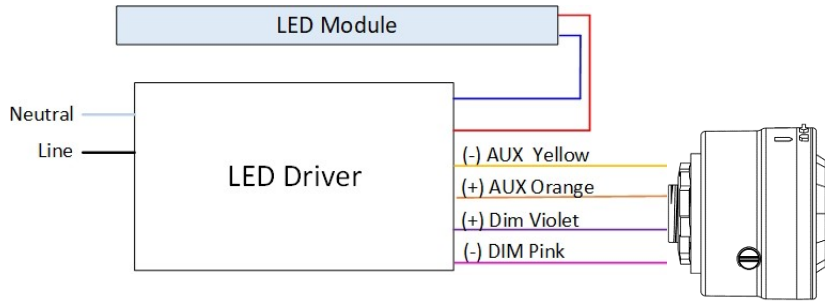 LED Module
Neutral
Line
LED Driver
(-) AUX Yellow
(+) AUX Orange
(+) Dim Violet
(-) DIM Pink